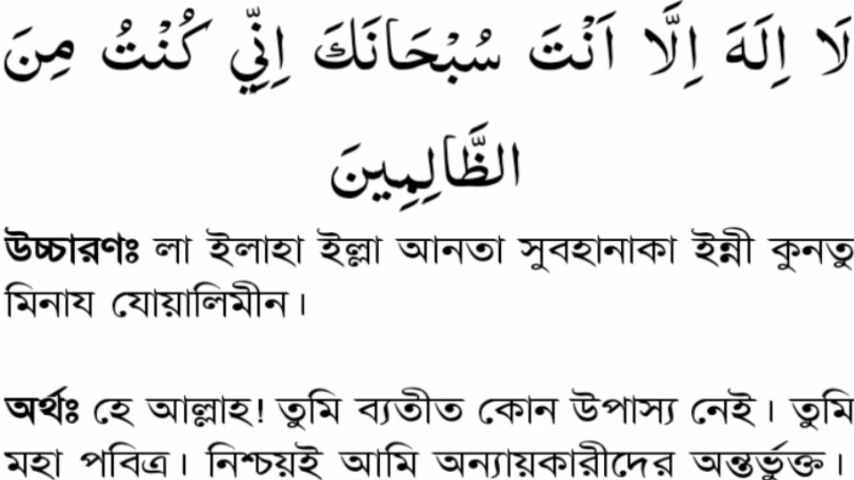 لَا اِلَهَ اِلَّا اَنْتَ سُبْحَانَكَ اِنِّي كُنْتُ مِنَ
الظَّالِمِينَ
উচ্চারণঃ লা ইলাহা ইল্লা আনতা সুবহানাকা ইন্নী কুনতু
মিনায যোয়ালিমীন।
অর্থঃ হে আল্লাহ! তুমি ব্যতীত কোন উপাস্য নেই। তুমি
মহা পবিত্র। নিশ্চয়ই আমি অন্যায়কারীদের অন্তর্ভুক্ত।